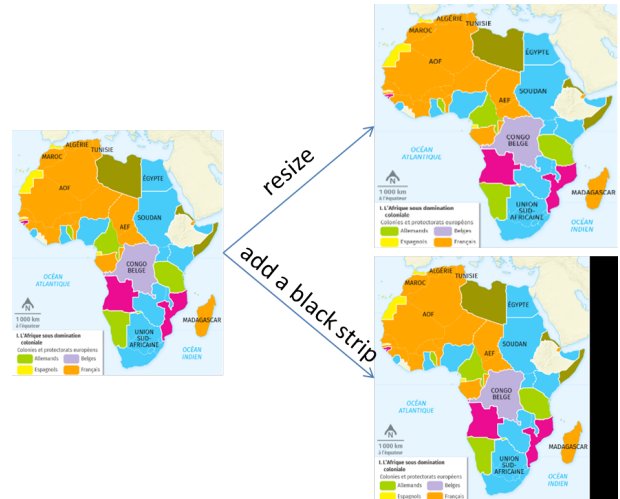 MAROC
ALGÉRIE
TUNISIE
AOF
ÉGYPTE
SOUDAN
AEF
CONGO
BELGE
OCÉAN
ATLANTIQUE
1 000 km
à l'équateur
MADAGASCAR
UNION
SUD-
AFRICAINE
OCÉAN
INDIEN
I. L'Afrique sous domination
coloniale
Colonies et protectorats européens
Allemands
Belges
Espagnols
Français
resize
add a black strip
MAROC
ALGÉRIE
TUNISIE
AOF
ÉGYPTE
SOUDAN
AEF
CONGO
BELGE
OCÉAN
ATLANTIQUE
N
1 000 km
à l'équateur
MADAGASCAR
UNION
SUD-
AFRICAINE
OCÉAN
INDIEN
I. L'Afrique sous domination
coloniale
Colonies et protectorats européens
Allemands
Belges
Espagnols
Français
MAROC
ALGÉRIE
TUNISIE
AOF
ÉGYPTE
SOUDAN
AEF
CONGO
BELGE
OCÉAN
ATLANTIQUE
N
1 000 km
à l'équateur
MADAGASCAR
UNION
SUD-
AFRICAINE
OCÉAN
INDIEN
I. L'Afrique sous domination
coloniale
Colonies et protectorats européens
Allemands
Belges
Espagnols
Français